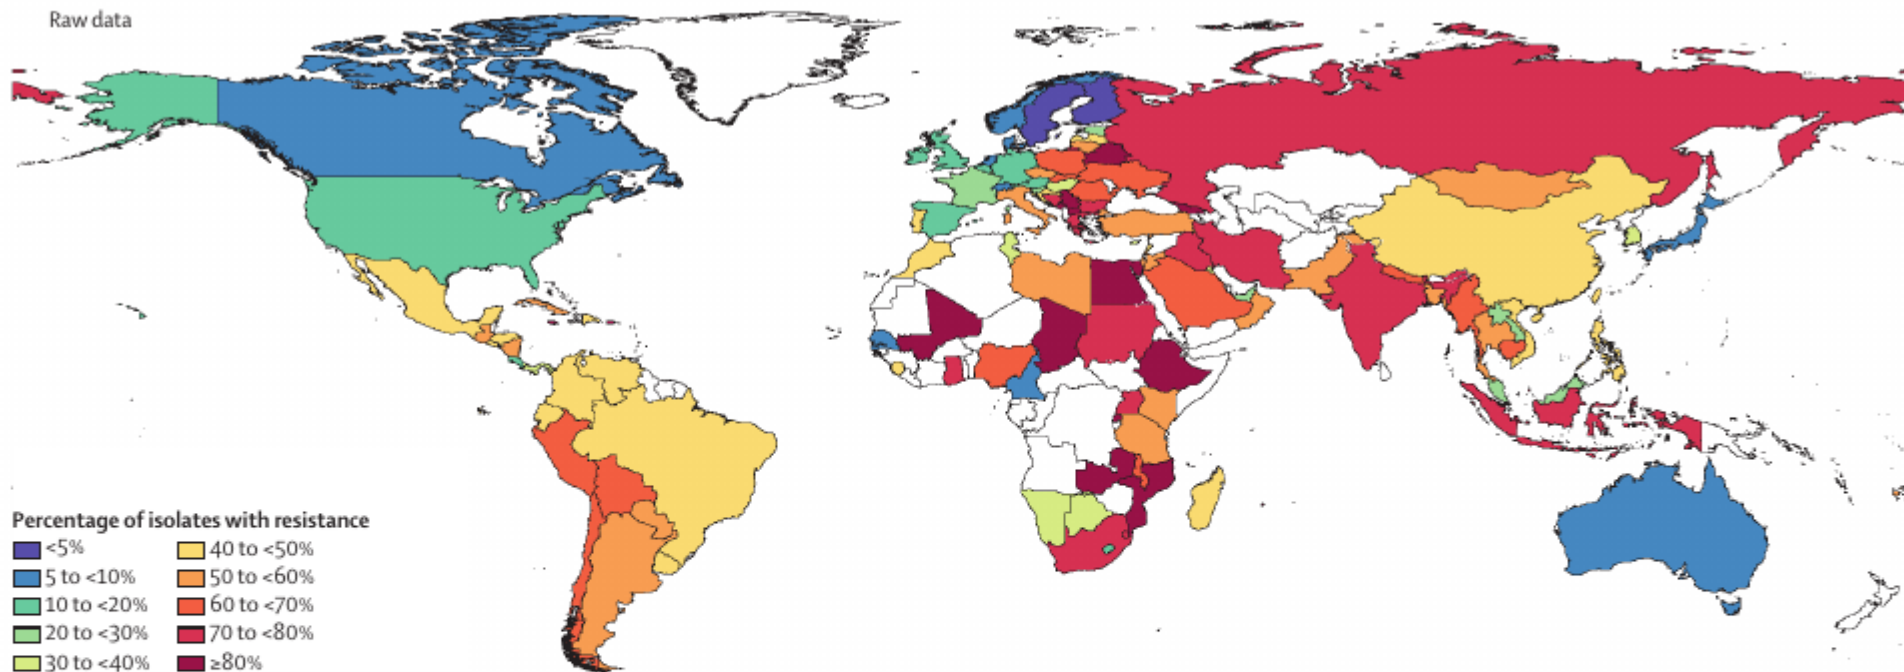 Raw data
Percentage of isolates with resistance
<5%
5 to <10%
10 to <20%
20 to <30%
30 to <40%
40 to <50%
50 to <60%
60 to <70%
70 to <80%
≥80%